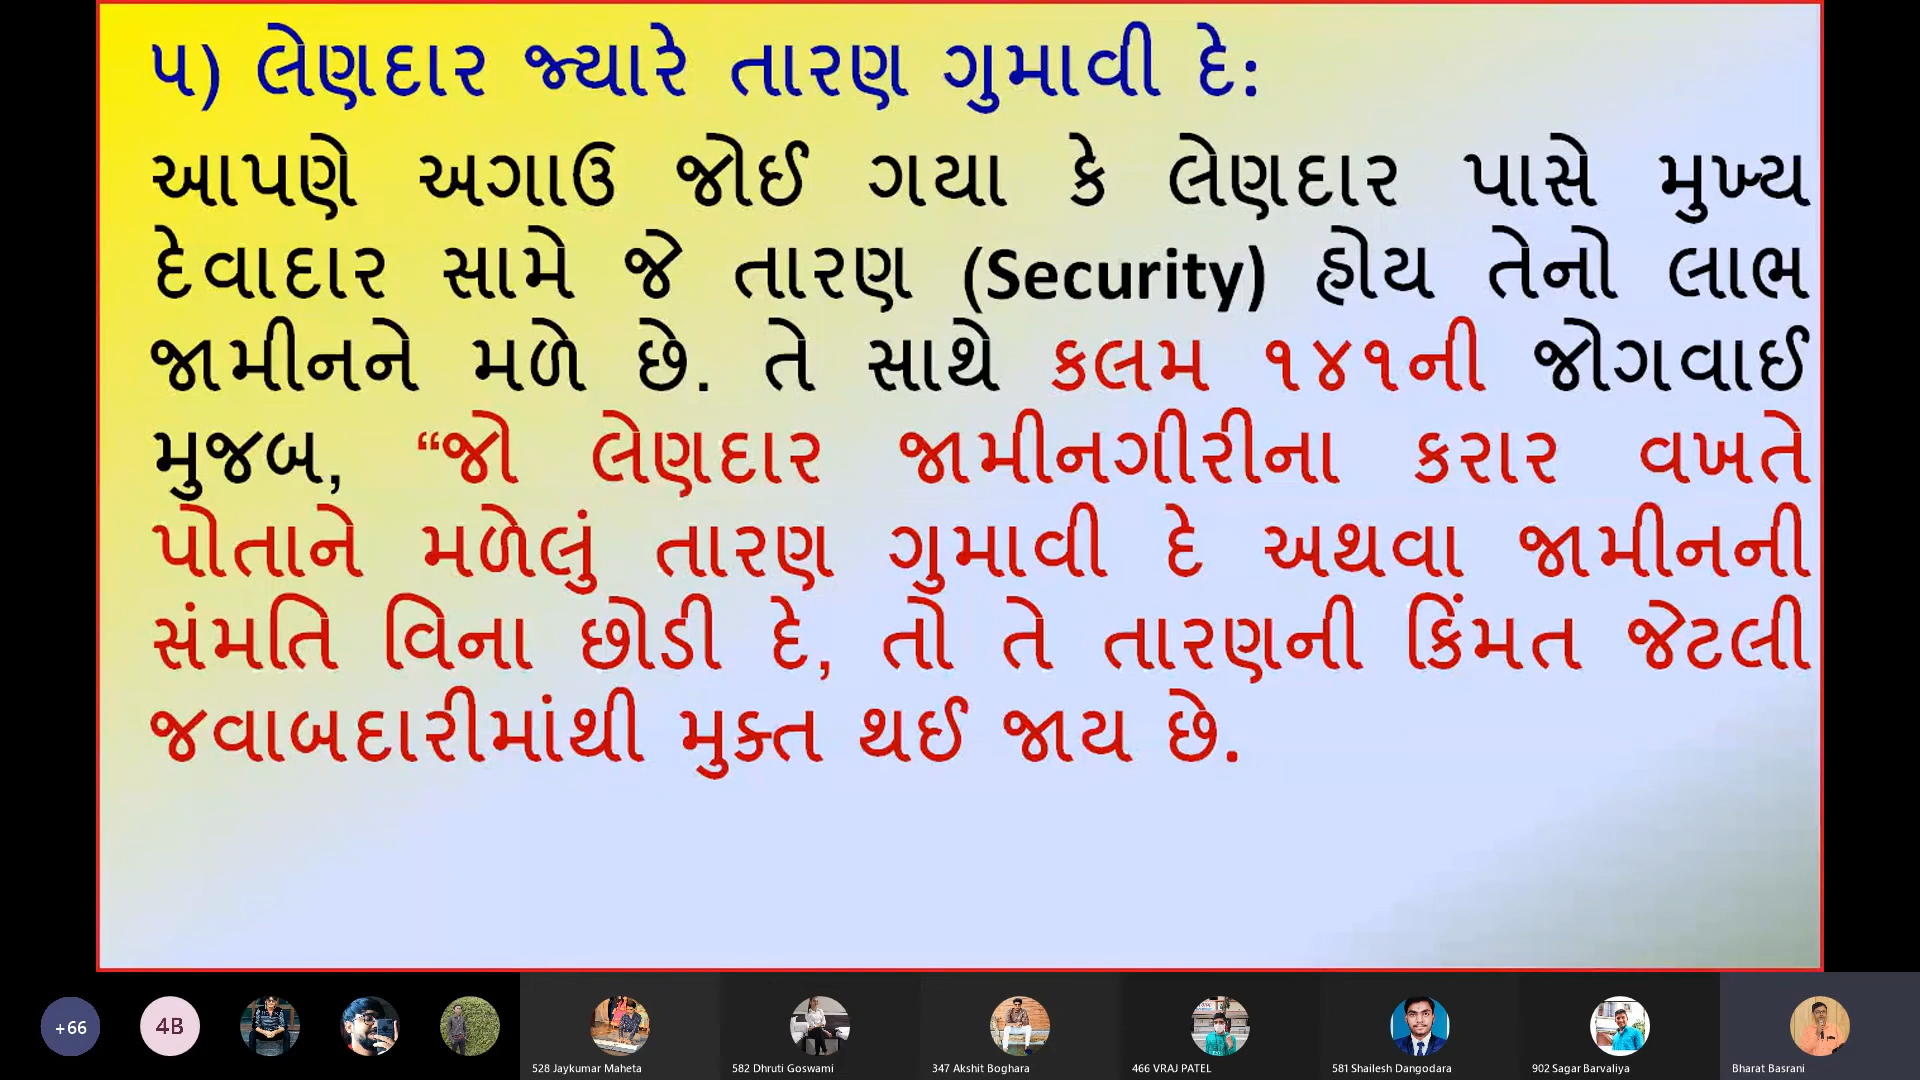 ૫) લેણદાર જ્યારે તારણ ગુમાવી દે:
આપણે અગાઉ જોઈ ગયા કે લેણદાર પાસે મુખ્ય
દેવાદાર સામે જે તારણ (Security) હોય તેનો લાભ
જામીનને મળે છે. તે સાથે કલમ ૧૪૧ની જોગવાઈ
મુજબ, “જો લેણદાર જામીનગીરીના કરાર વખતે
પોતાને મળેલું તારણ ગુમાવી દે અથવા જામીનની
સંમતિ વિના છોડી દે, તો તે તારણની કિંમત જેટલી
જવાબદારીમાંથી મુક્ત થઈ જાય છે.
+66
4B
528 Jaykumar Maheta
582 Dhruti Goswami
347 Akshit Boghara
466 VRAJ PATEL
581 Shailesh Dangodara
902 Sagar Barvaliya
Bharat Basrani